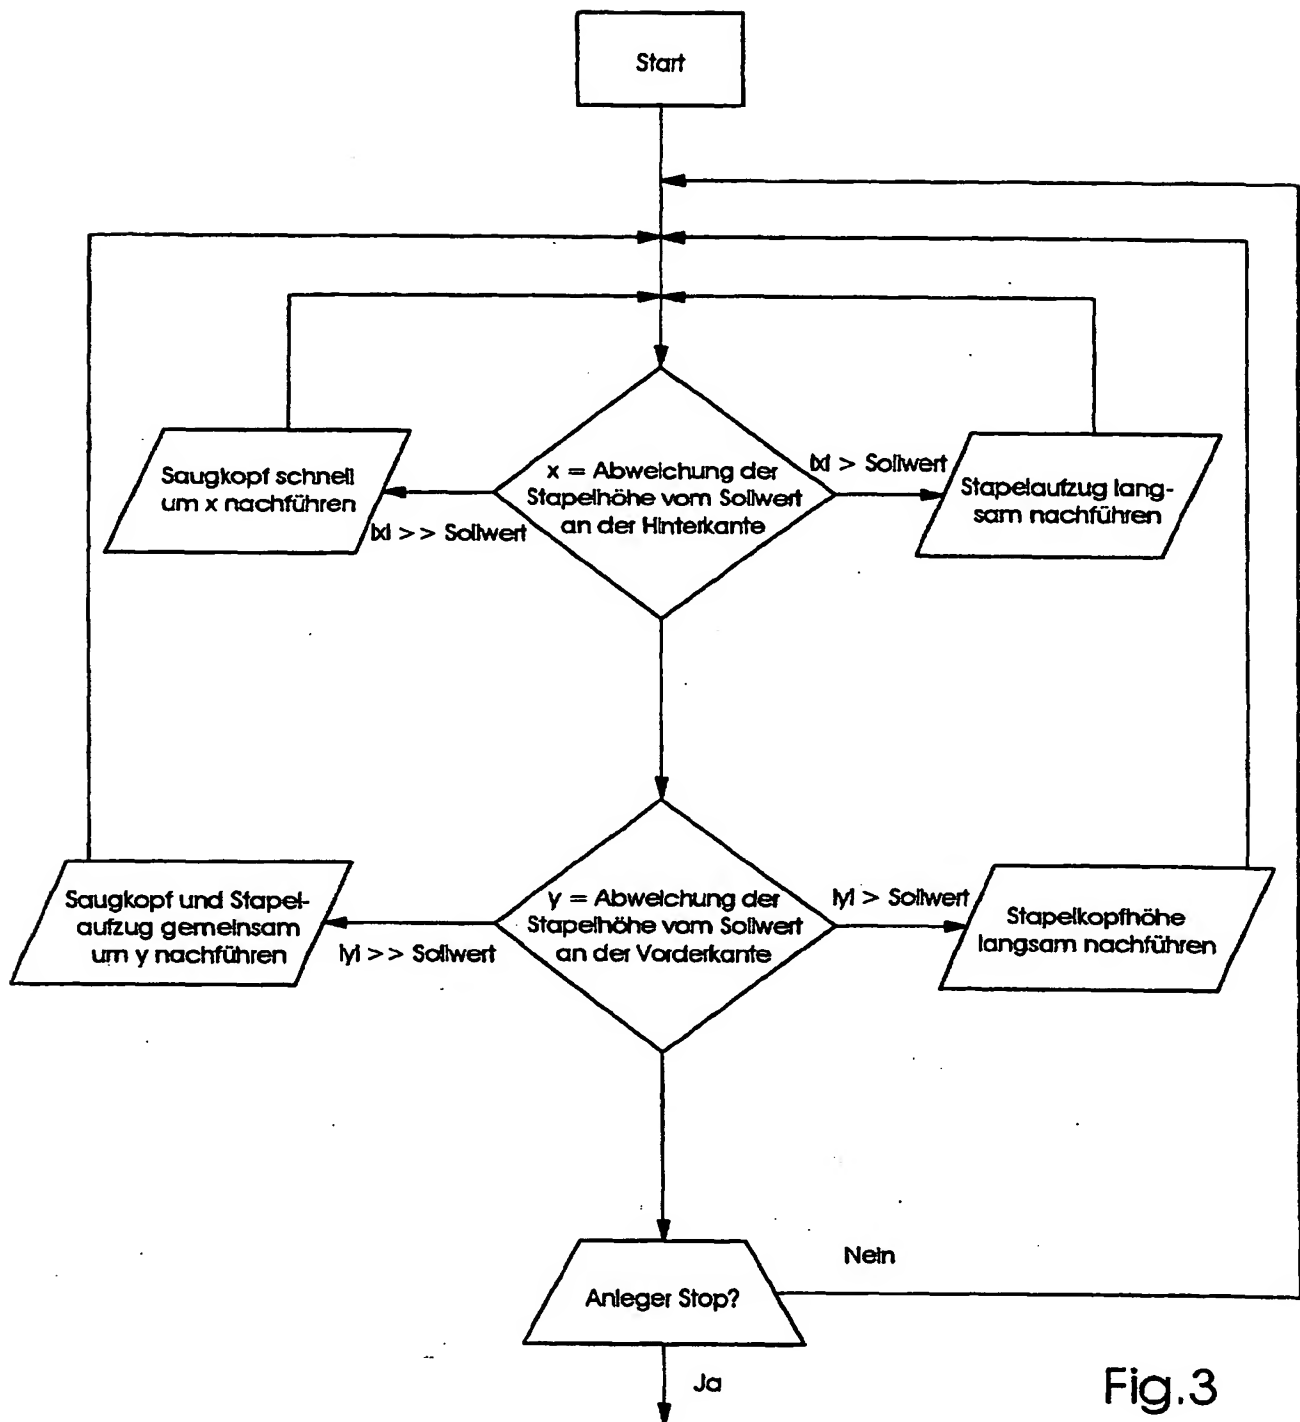 Start
Saugkopf schnell
um x nachführen
x = Abweichung der
Stapelhöhe vom Sollwert
an der Hinterkante
|x| > Sollwert
Stapelaufzug lang-
sam nachführen
|x| > > Sollwert
Saugkopf und Stapel-
aufzug gemeinsam
um y nachführen
y = Abweichung der
Stapelhöhe vom Sollwert
an der Vorderkante
|y| > Sollwert
Stapelkopfhöhe
langsam nachführen
|y| > > Sollwert
Nein
Anleger Stop?
Ja
Fig.3